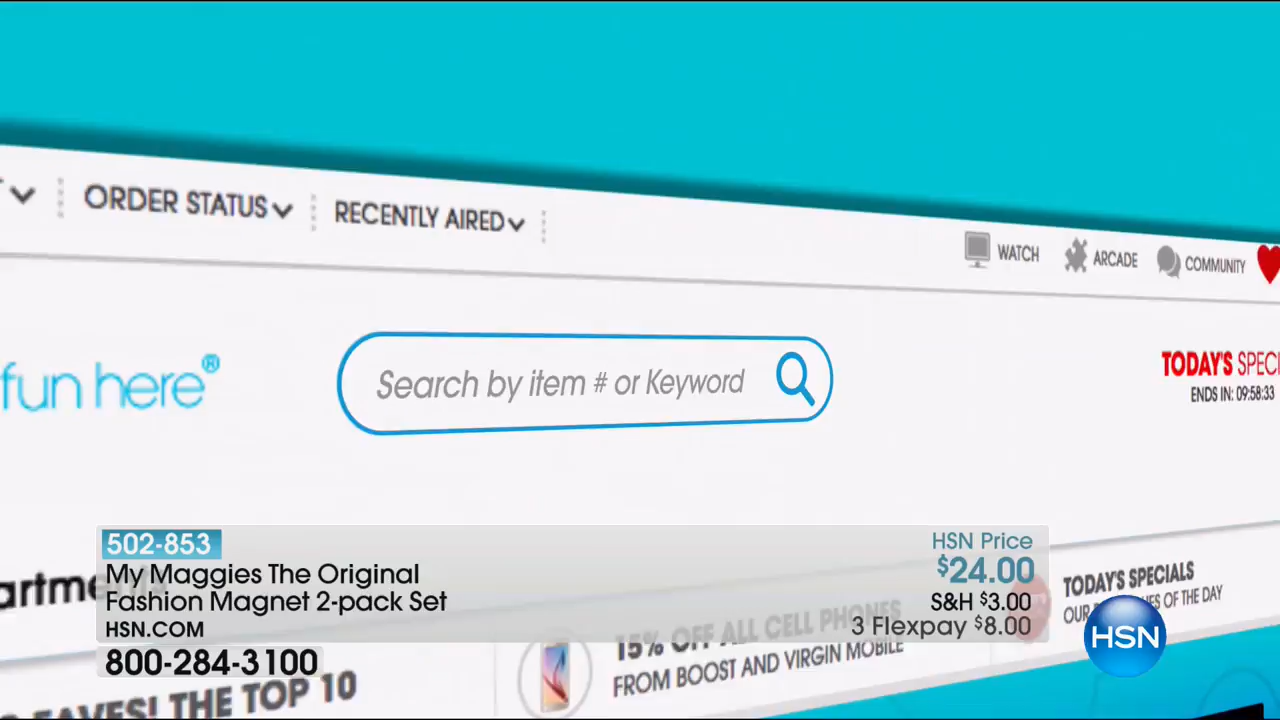 ORDER STATUS
RECENTLY AIRED
WATCH
ARCADE
COMMUNITY
fun here®
Search by item # or Keyword
TODAY'S
ENDS IN: 09:58:33
502-853
My Maggies The Original
Fashion Magnet 2-pack Set
HSN.COM
800-284-3100
HSN Price
$24.00
S&H $3.00
3 Flexpay $8.00
TODAY'S SPECIALS
OF THE DAY
HSN
15% OFF ALL CELL PHONES
FROM BOOST AND VIRGIN MOBILE
THE TOP 10